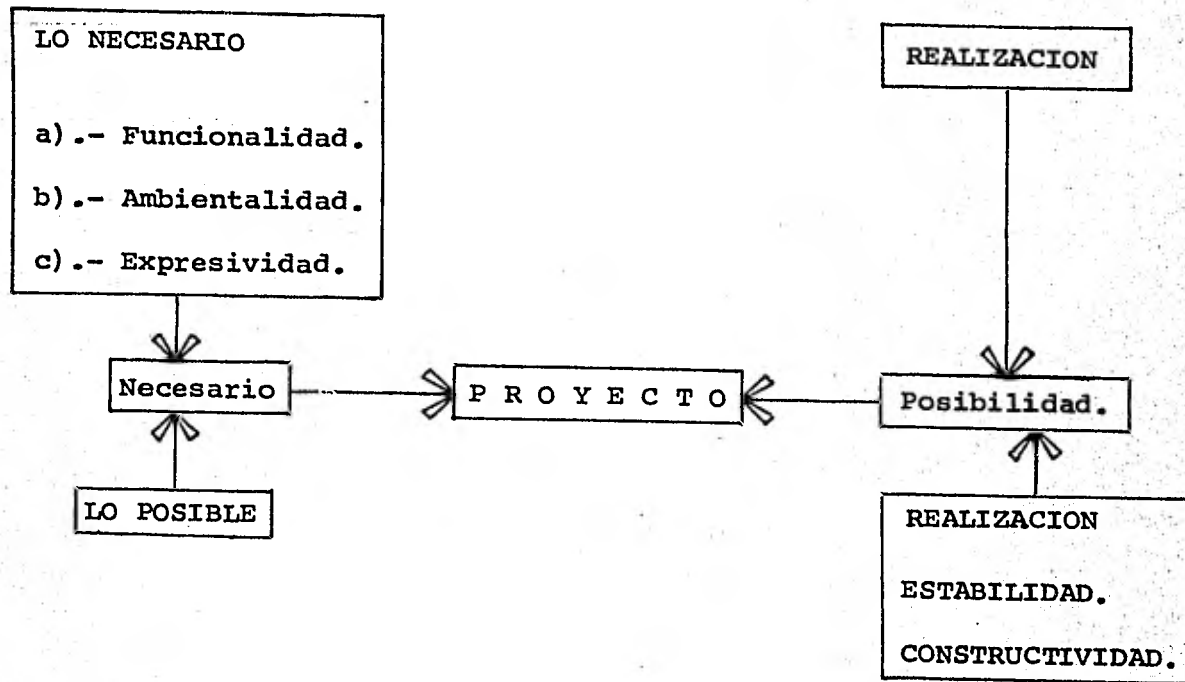 LO NECESARIO
a).- Funcionalidad.
b).- Ambientalidad.
c).- Expresividad.
REALIZACION
Necesario
P R O Y E C T O
Posibilidad.
LO POSIBLE
REALIZACION
ESTABILIDAD.
CONSTRUCTIVIDAD.